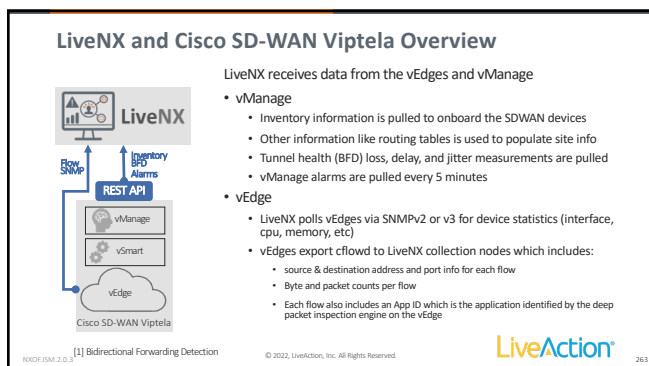 LiveNX and Cisco SD-WAN Viptela Overview
LiveNX receives data from the vEdges and vManage
• vManage
• Inventory information is pulled to onboard the SDWAN devices
• Other information like routing tables is used to populate site info
• Tunnel health (BFD) loss, delay, and jitter measurements are pulled
• vManage alarms are pulled every 5 minutes
• vEdge
• LiveNX polls vEdges via SNMPv2 or v3 for device statistics (interface,
cpu, memory, etc)
• vEdges export cflowd to LiveNX collection nodes which includes:
• source & destination address and port info for each flow
• Byte and packet counts per flow
• Each flow also includes an App ID which is the application identified by the deep
packet inspection engine on the vEdge
LiveNX
Flow
SNMP
Inventory
BFD
Alarms
REST API
vManage
vSmart
vEdge
Cisco SD-WAN Viptela
[1] Bidirectional Forwarding Detection
NXOF.ISM.2.0.3
© 2022, LiveAction, Inc. All Rights Reserved.
LiveAction®
263